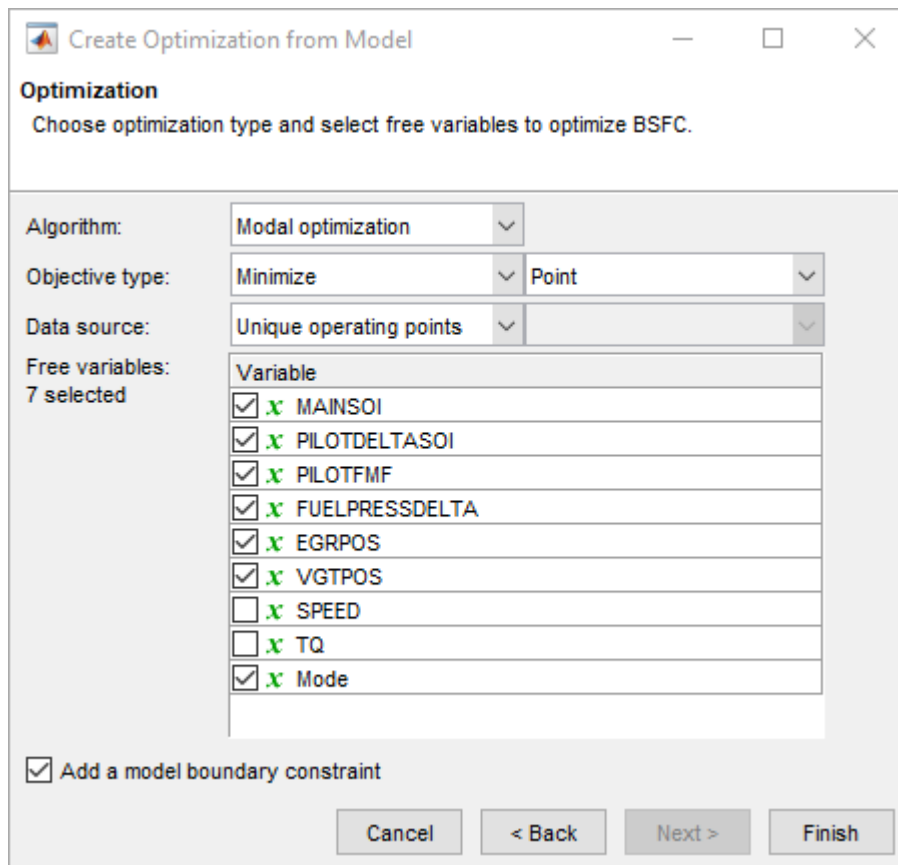 Create Optimization from Model
Optimization
Choose optimization type and select free variables to optimize BSFC.
Algorithm: Modal optimization
Objective type: Minimize Point
Data source: Unique operating points
Free variables:
7 selected
Variable
x MAINSOI
x PILOTDELTASOI
x PILOTFMF
x FUELPRESSDELTA
x EGRPOS
x VGTPOS
x SPEED
x TQ
x Mode
Add a model boundary constraint
Cancel < Back Next > Finish